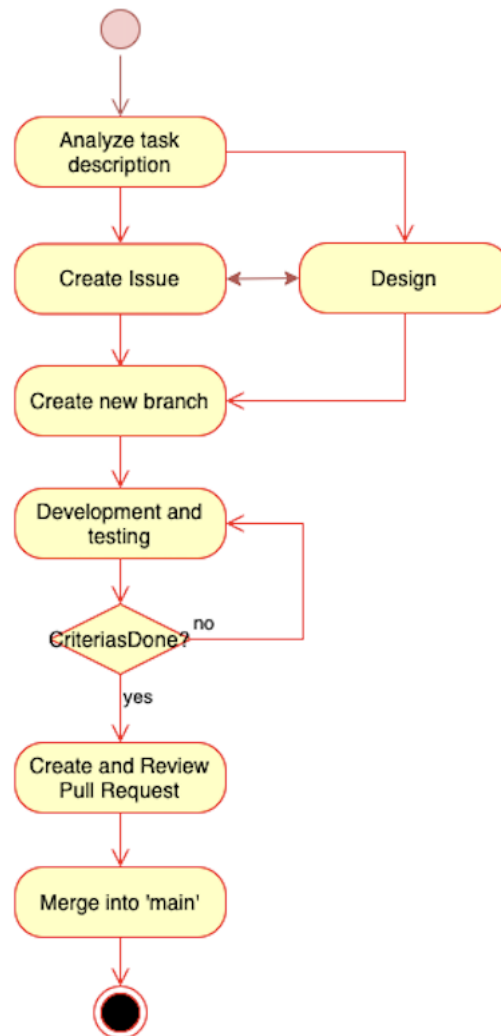 Analyze task
description
Create Issue
Design
Create new branch
Development and
testing
CriteriasDone?
no
yes
Create and Review
Pull Request
Merge into 'main'